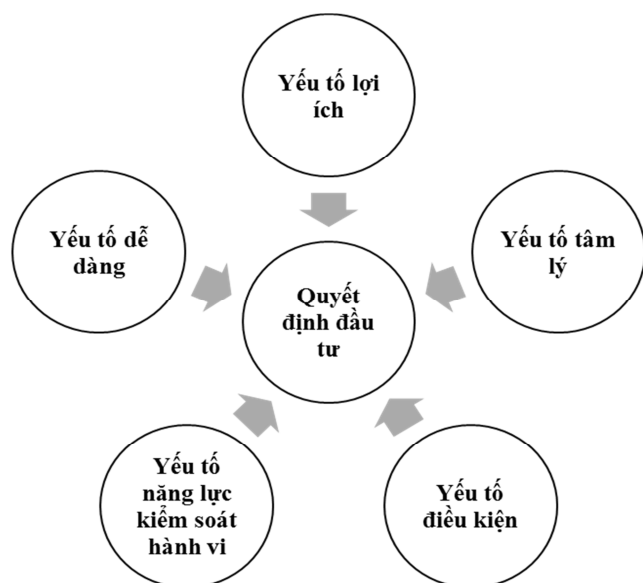 Yếu tố lợi
ích
Yếu tố dễ
dàng
Yếu tố tâm
lý
Quyết
định đầu
tư
Yếu tố
năng lực
kiểm soát
hành vi
Yếu tố
điều kiện